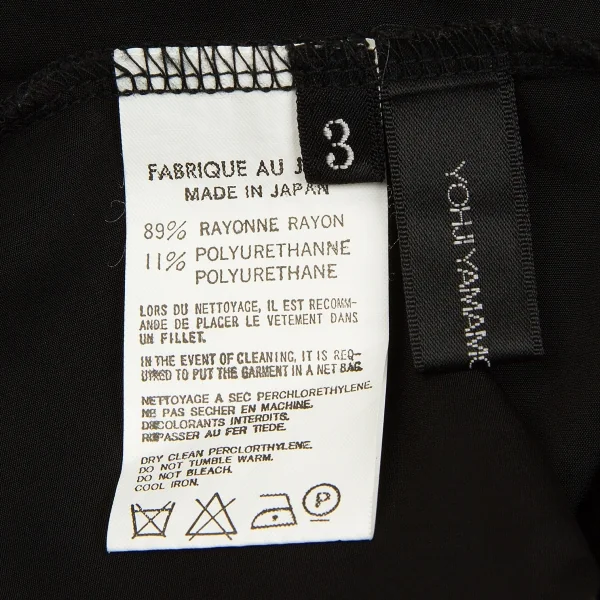 FABRIQUE AU J
MADE IN JAPAN
89% RAYONNE RAYON
11% POLYURETHANNE
POLYURETHANE
LORS DU NETTOYAGE, IL EST RECOMM-
ANDE DE PLACER LE VETEMENT DANS
UN FILLET.
IN THE EVENT OF CLEANING, IT IS REQ-
UIRED TO PUT THE GARMENT IN A NET BAG.
NETTOYAGE A SEC PERCHLORETHYLENE.
NE PAS SECHER EN MACHINE.
DECOLORANTS INTERDITS.
REPASSER AU FER TIEDE.
DRY CLEAN PERCLORTHYLENE.
DO NOT TUMBLE WARM.
DO NOT BLEACH.
COOL IRON.
P
3
YOHJI YAMAMO